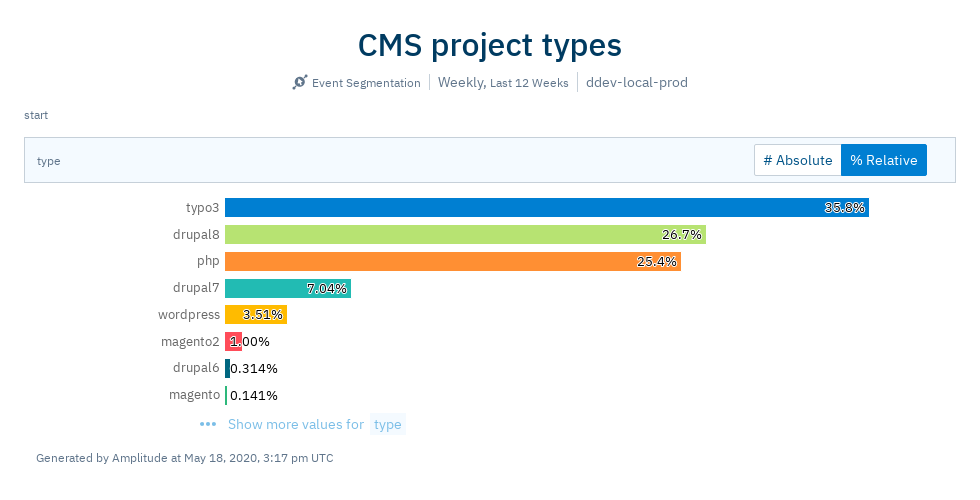 CMS project types
Event Segmentation Weekly, Last 12 Weeks ddev-local-prod
start
type # Absolute % Relative
typo3 35.8%
drupal8 26.7%
php 25.4%
drupal7 7.04%
wordpress 3.51%
magento2 1.00%
drupal6 0.314%
magento 0.141%
••• Show more values for type
Generated by Amplitude at May 18, 2020, 3:17 pm UTC